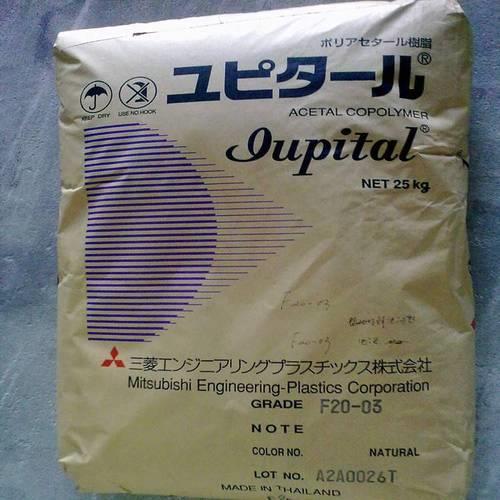 ポリアセタール樹脂
ユピタール®
KEEP DRY
USE NO HOOK
ACETAL COPOLYMER
Iupital®
NET 25 kg
F20-03
F20-03
三菱エンジニアリングプラスチックス株式会社
Mitsubishi Engineering-Plastics Corporation
GRADE F20-03
NOTE
COLOR NO. NATURAL
LOT NO. A2A0026T
MADE IN THAILAND